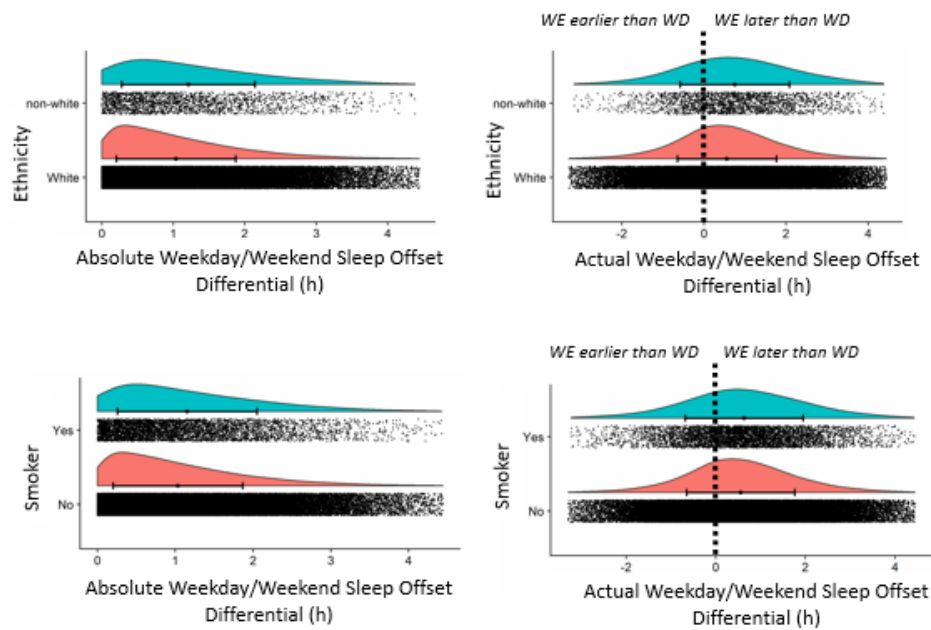 WE earlier than WD WE later than WD
Ethnicity
non-white
White
0 1 2 3 4
Absolute Weekday/Weekend Sleep Offset
Differential (h)
Ethnicity
non-white
White
-2 0 2 4
Actual Weekday/Weekend Sleep Offset
Differential (h)
WE earlier than WD WE later than WD
Smoker
Yes
No
0 1 2 3 4
Absolute Weekday/Weekend Sleep Offset
Differential (h)
Smoker
Yes
No
-2 0 2 4
Actual Weekday/Weekend Sleep Offset
Differential (h)